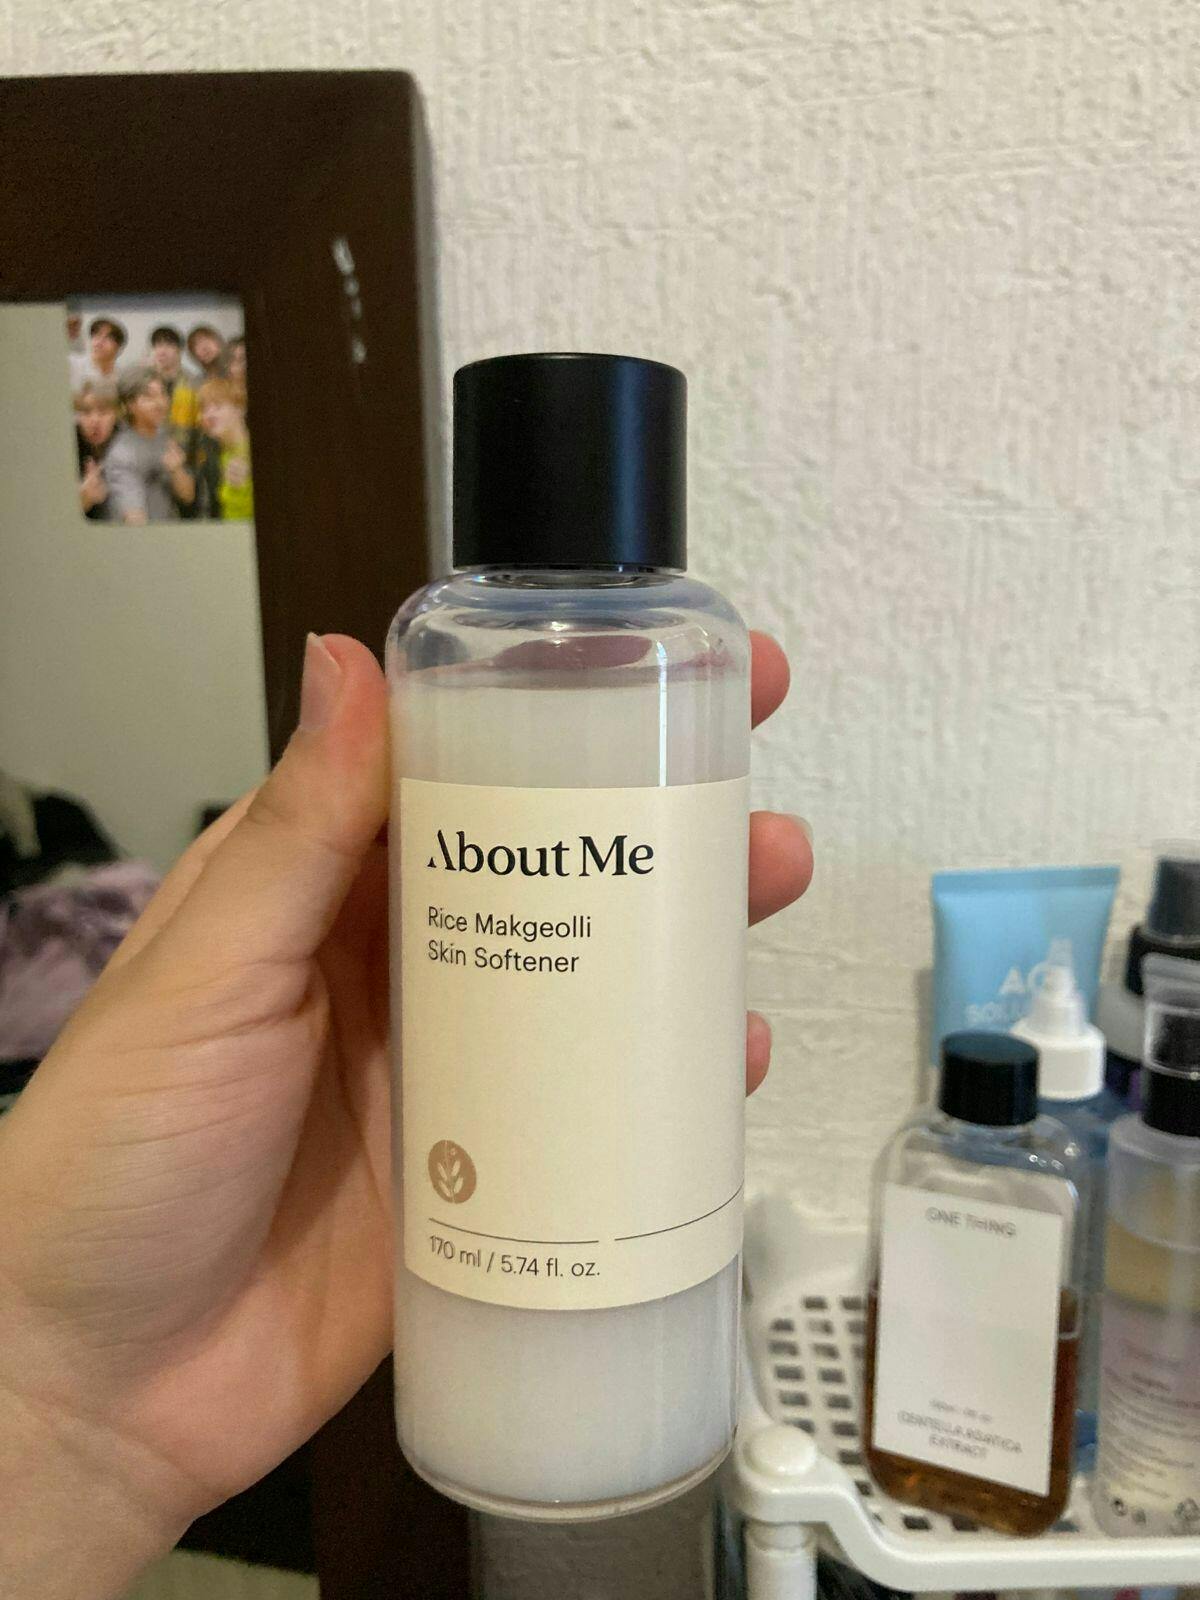 About Me
Rice Makgeolli
Skin Softener
170 ml / 5.74 fl. oz.
ONE THING
CENTELLA ASIATICA
EXTRACT